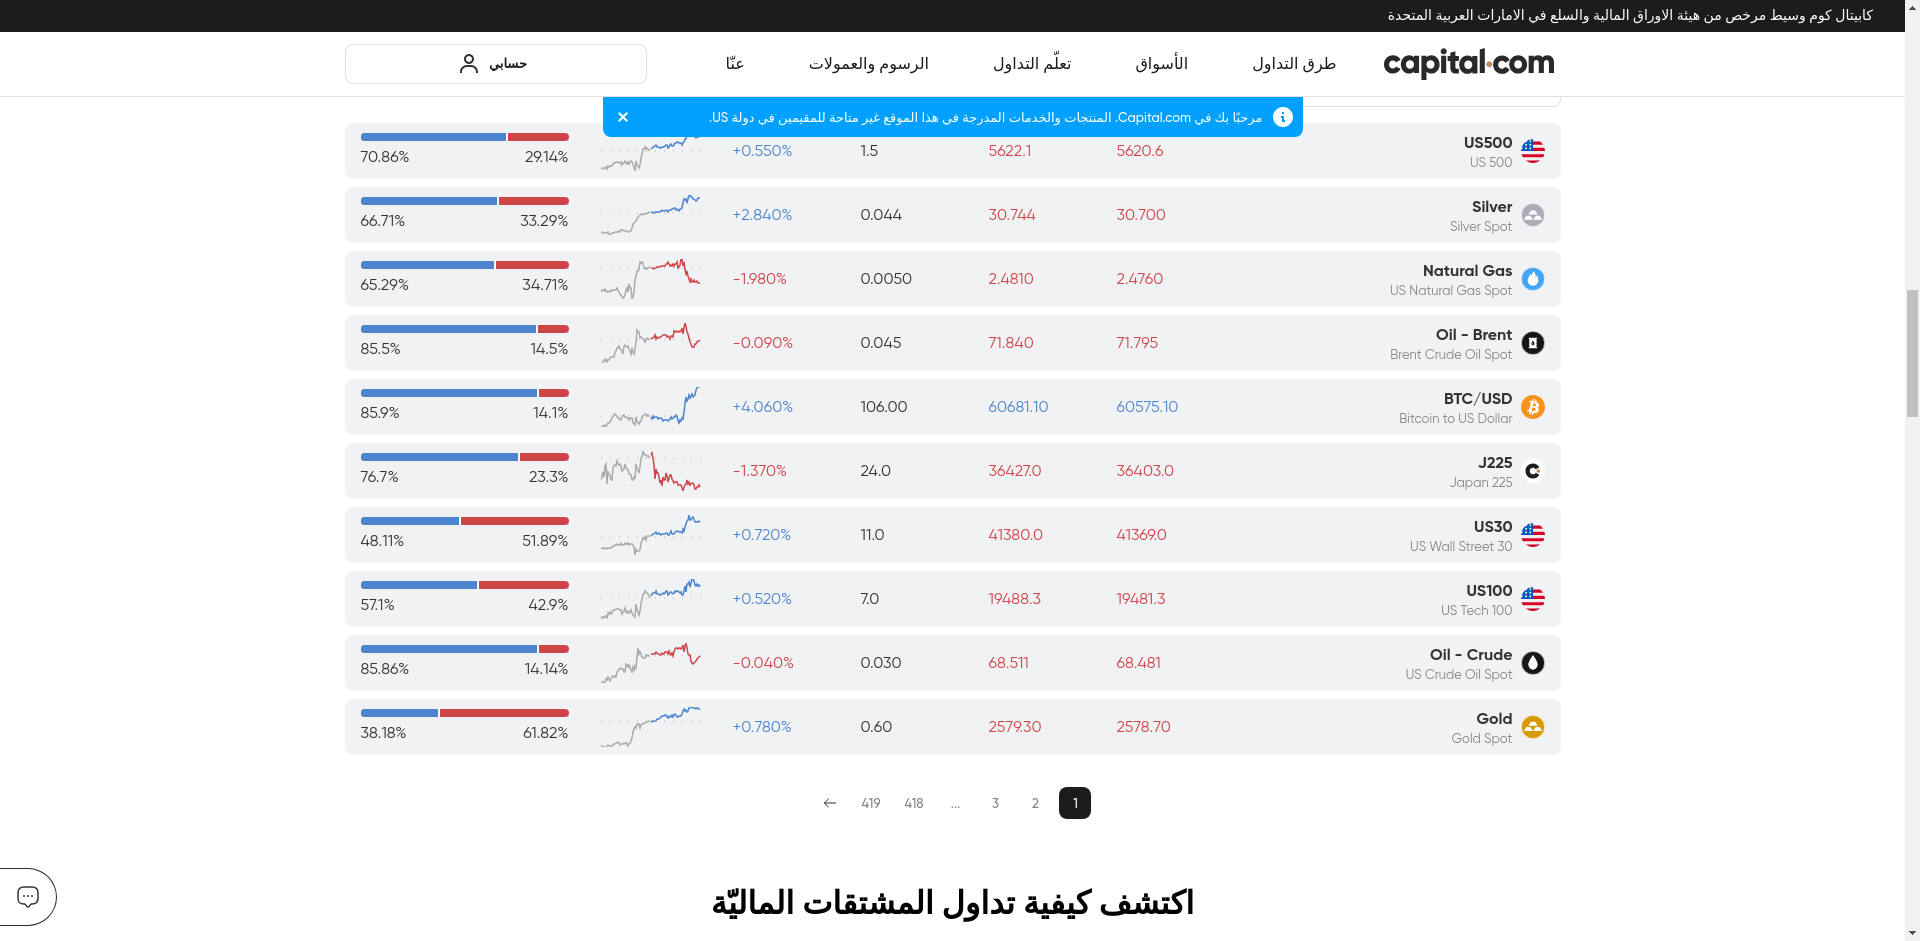 كابيتال كوم وسيط مرخص من هيئة الاوراق المالية والسلع في الامارات العربية المتحدة
capital.com
طرق التداول
الأسواق
تعلّم التداول
الرسوم والعمولات
عنّا
حسابي
مرحبًا بك في Capital.com. المنتجات والخدمات المدرجة في هذا الموقع غير متاحة للمقيمين في دولة US.
US500
US 500
5620.6
5622.1
1.5
+0.550%
29.14%
70.86%
Silver
Silver Spot
30.700
30.744
0.044
+2.840%
33.29%
66.71%
Natural Gas
US Natural Gas Spot
2.4760
2.4810
0.0050
-1.980%
34.71%
65.29%
Oil - Brent
Brent Crude Oil Spot
71.795
71.840
0.045
-0.090%
14.5%
85.5%
BTC/USD
Bitcoin to US Dollar
60575.10
60681.10
106.00
+4.060%
14.1%
85.9%
J225
Japan 225
36403.0
36427.0
24.0
-1.370%
23.3%
76.7%
US30
US Wall Street 30
41369.0
41380.0
11.0
+0.720%
51.89%
48.11%
US100
US Tech 100
19481.3
19488.3
7.0
+0.520%
42.9%
57.1%
Oil - Crude
US Crude Oil Spot
68.481
68.511
0.030
-0.040%
14.14%
85.86%
Gold
Gold Spot
2578.70
2579.30
0.60
+0.780%
61.82%
38.18%
1
2
3
...
418
419
اكتشف كيفية تداول المشتقات الماليّة